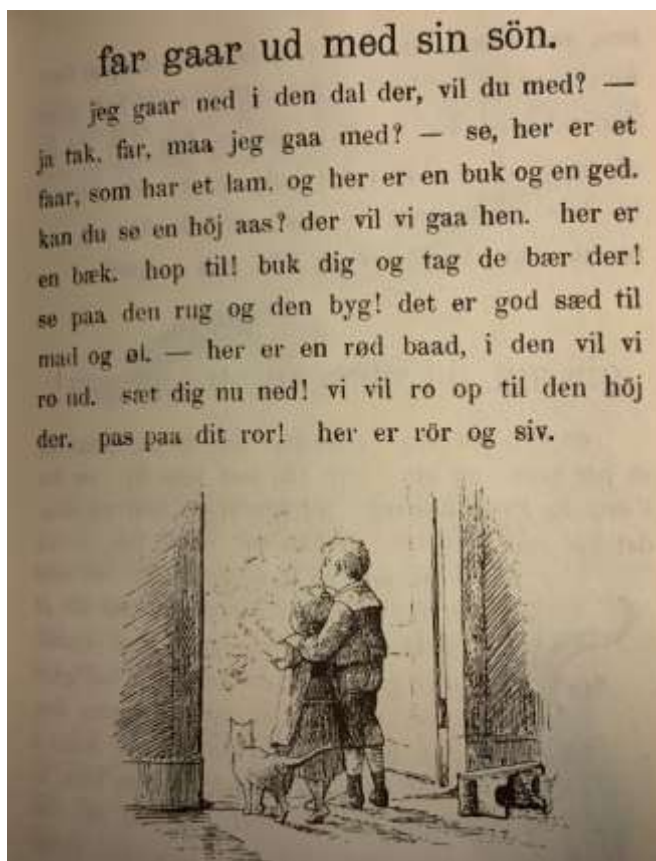 far gaar ud med sin sön.
jeg gaar ned i den dal der, vil du med? —
ja tak, far, maa jeg gaa med? — se, her er et
faar, som har et lam, og her er en buk og en ged.
kan du se en höj aas? der vil vi gaa hen. her er
en bæk. hop til! buk dig og tag de bær der!
se paa den rug og den byg! det er god sæd til
mad og øl. — her er en rød baad, i den vil vi
ro ud. sæt dig nu ned! vi vil ro op til den höj
der. pas paa dit ror! her er rör og siv.